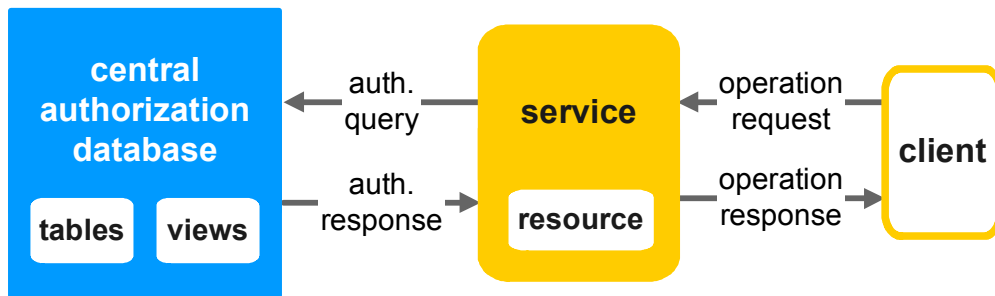 central
authorization
database
tables
views
auth.
query
auth.
response
service
resource
operation
request
operation
response
client